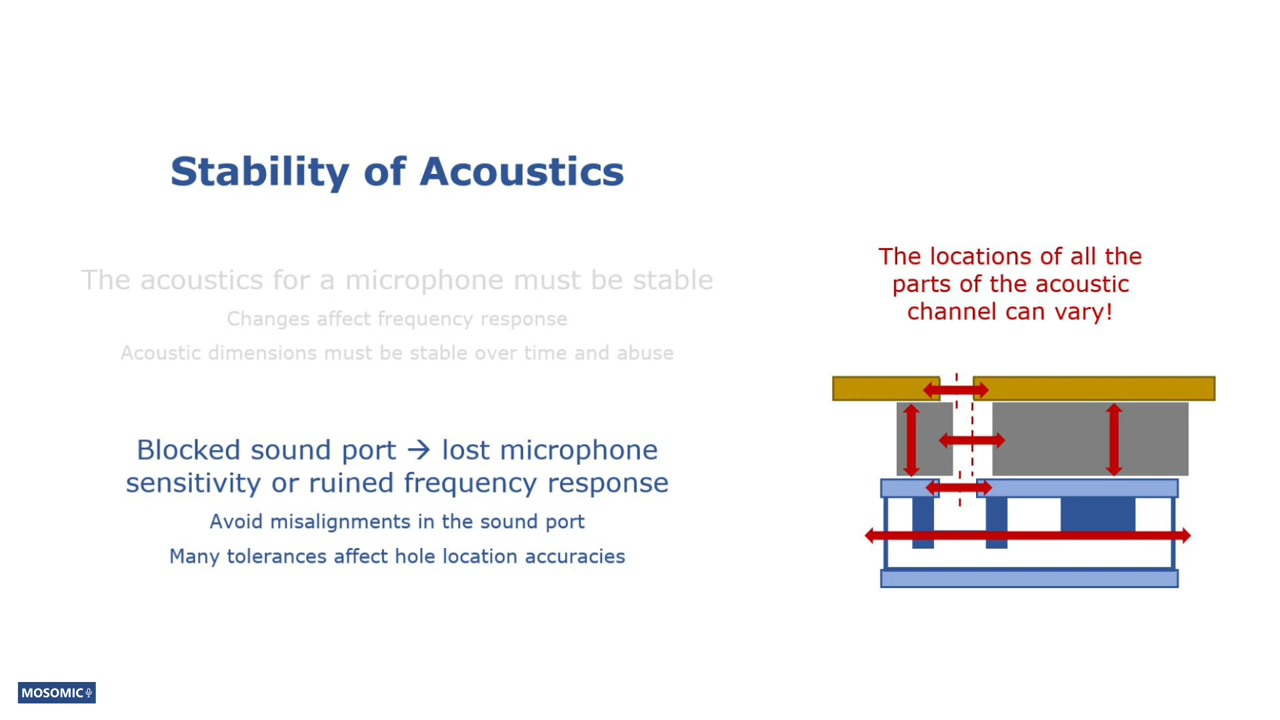 Stability of Acoustics
The acoustics for a microphone must be stable
Changes affect frequency response
Acoustic dimensions must be stable over time and abuse
Blocked sound port → lost microphone
sensitivity or ruined frequency response
Avoid misalignments in the sound port
Many tolerances affect hole location accuracies
The locations of all the
parts of the acoustic
channel can vary!
MOSOMIC